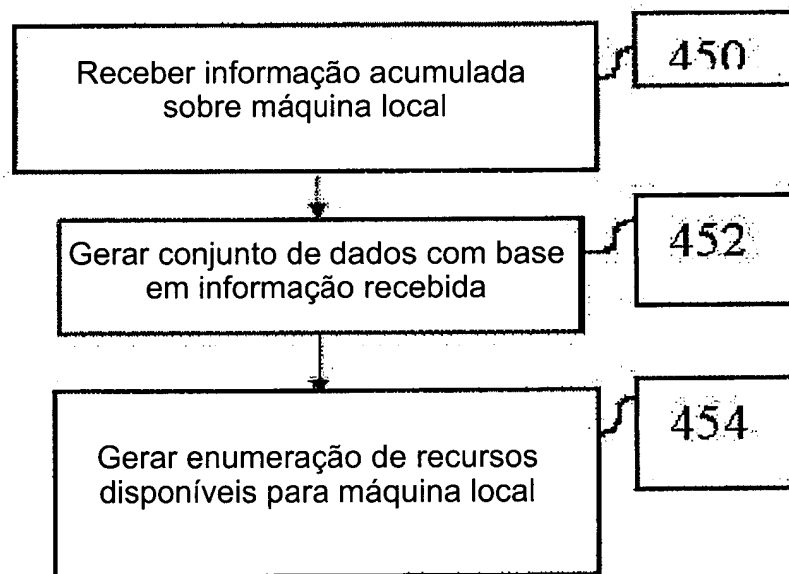 Receber informação acumulada
sobre máquina local
450
Gerar conjunto de dados com base
em informação recebida
452
Gerar enumeração de recursos
disponíveis para máquina local
454